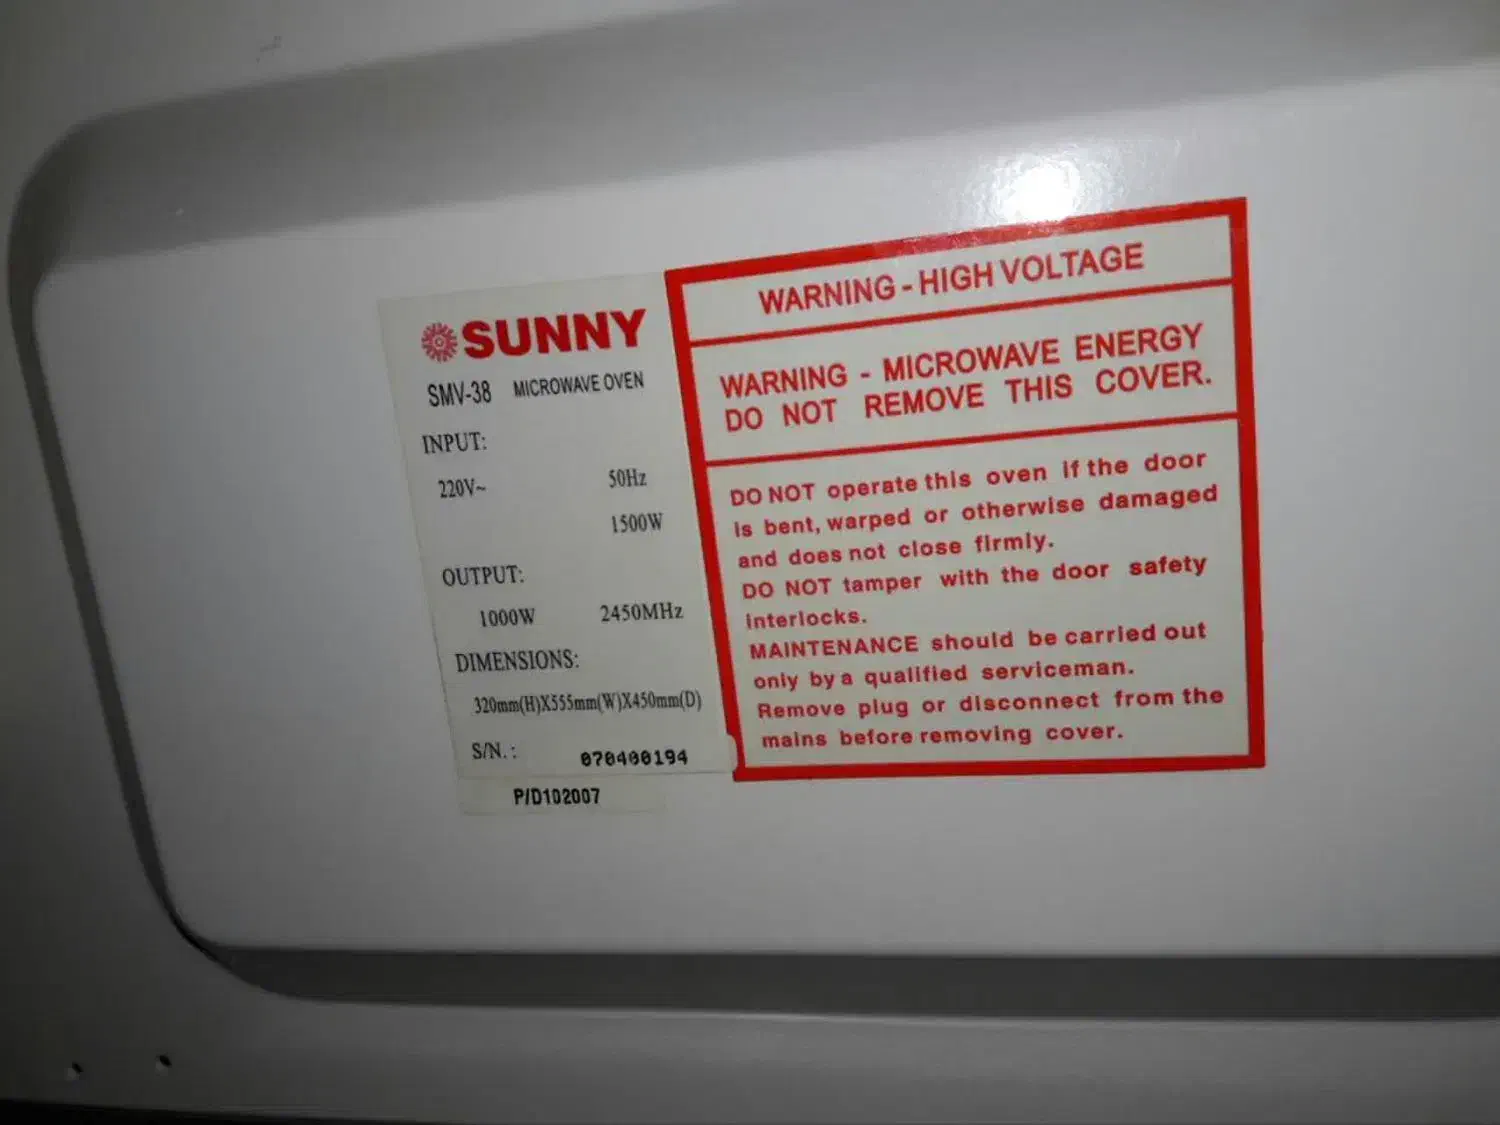 SUNNY
SMV-38 MICROWAVE OVEN
INPUT:
220V~ 50Hz
1500W
OUTPUT:
1000W 2450MHz
DIMENSIONS:
320mm(H)X555mm(W)X450mm(D)
S/N.: 070400194
P/D102007
WARNING - HIGH VOLTAGE
WARNING - MICROWAVE ENERGY
DO NOT REMOVE THIS COVER.
DO NOT operate this oven if the door
is bent, warped or otherwise damaged
and does not close firmly.
DO NOT tamper with the door safety
interlocks.
MAINTENANCE should be carried out
only by a qualified serviceman.
Remove plug or disconnect from the
mains before removing cover.